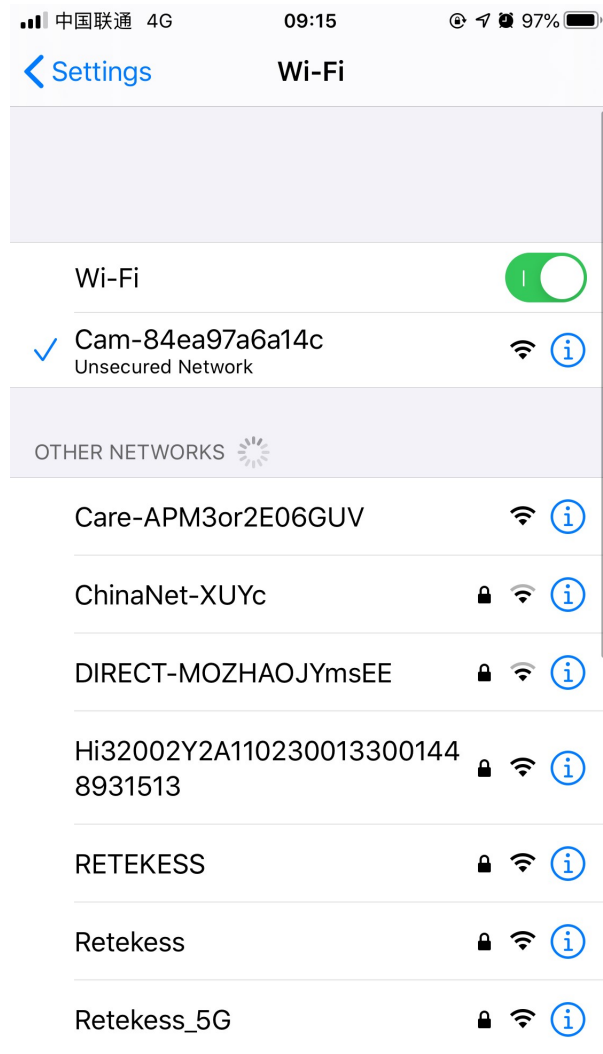 中国联通 4G 09:15 97%
Settings Wi-Fi
Wi-Fi
Cam-84ea97a6a14c
Unsecured Network
OTHER NETWORKS
Care-APM3or2E06GUV
ChinaNet-XUYc
DIRECT-MOZHAOJYmsEE
Hi32002Y2A110230013300144
8931513
RETEKESS
Retekess
Retekess_5G